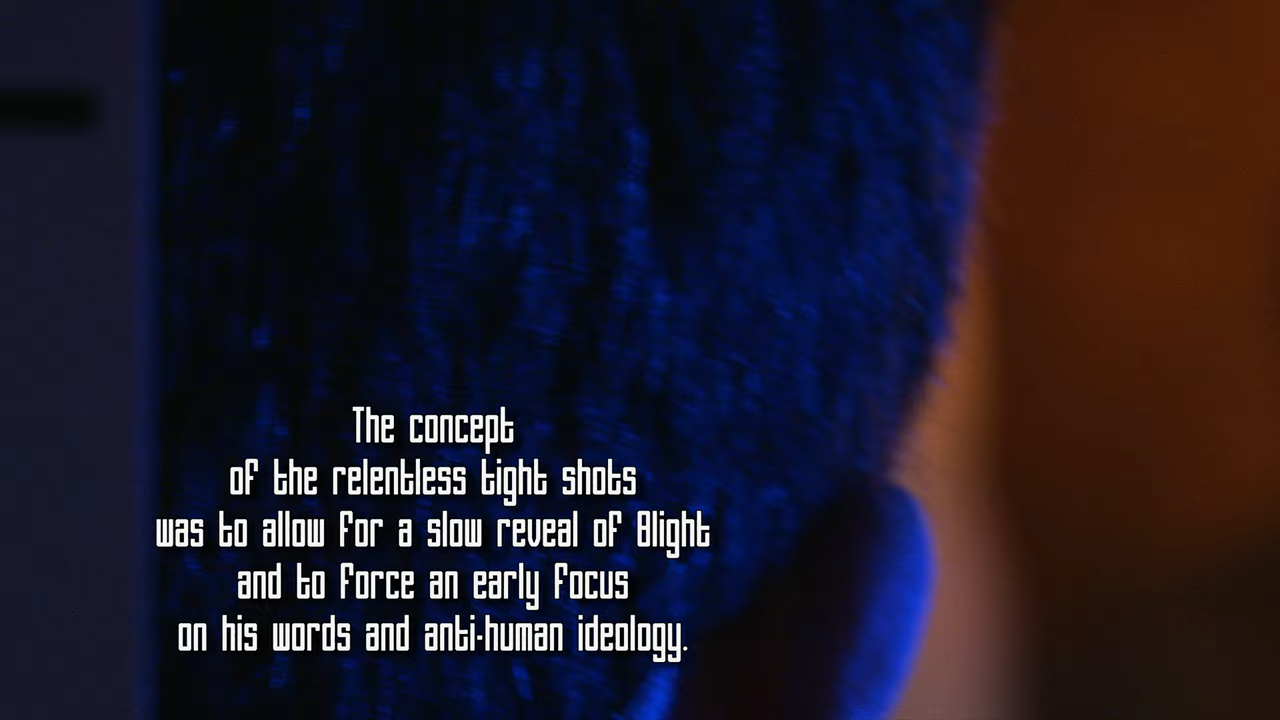 The concept
of the relentless tight shots
was to allow for a slow reveal of Blight
and to force an early focus
on his words and anti-human ideology.